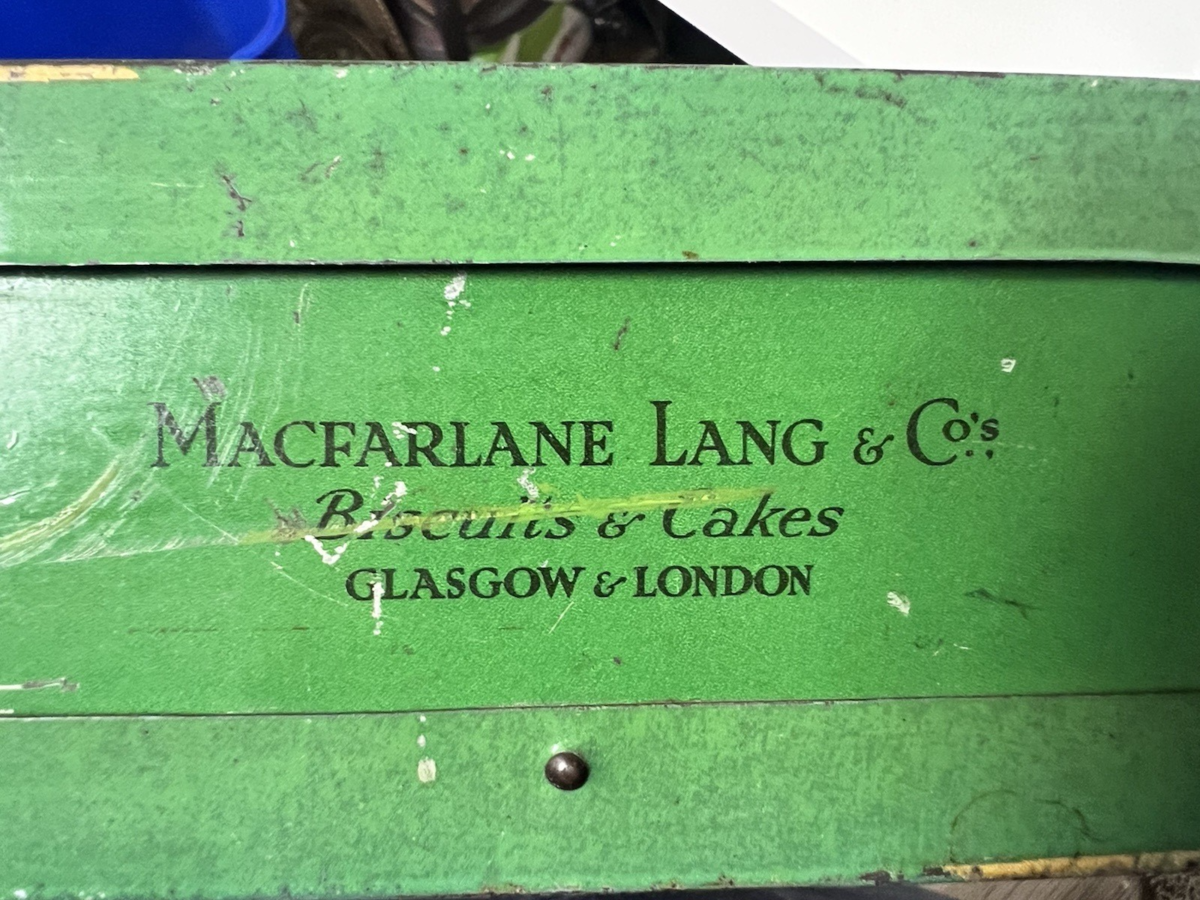 MACFARLANE LANG & Co's
Biscuits & Cakes
GLASGOW & LONDON